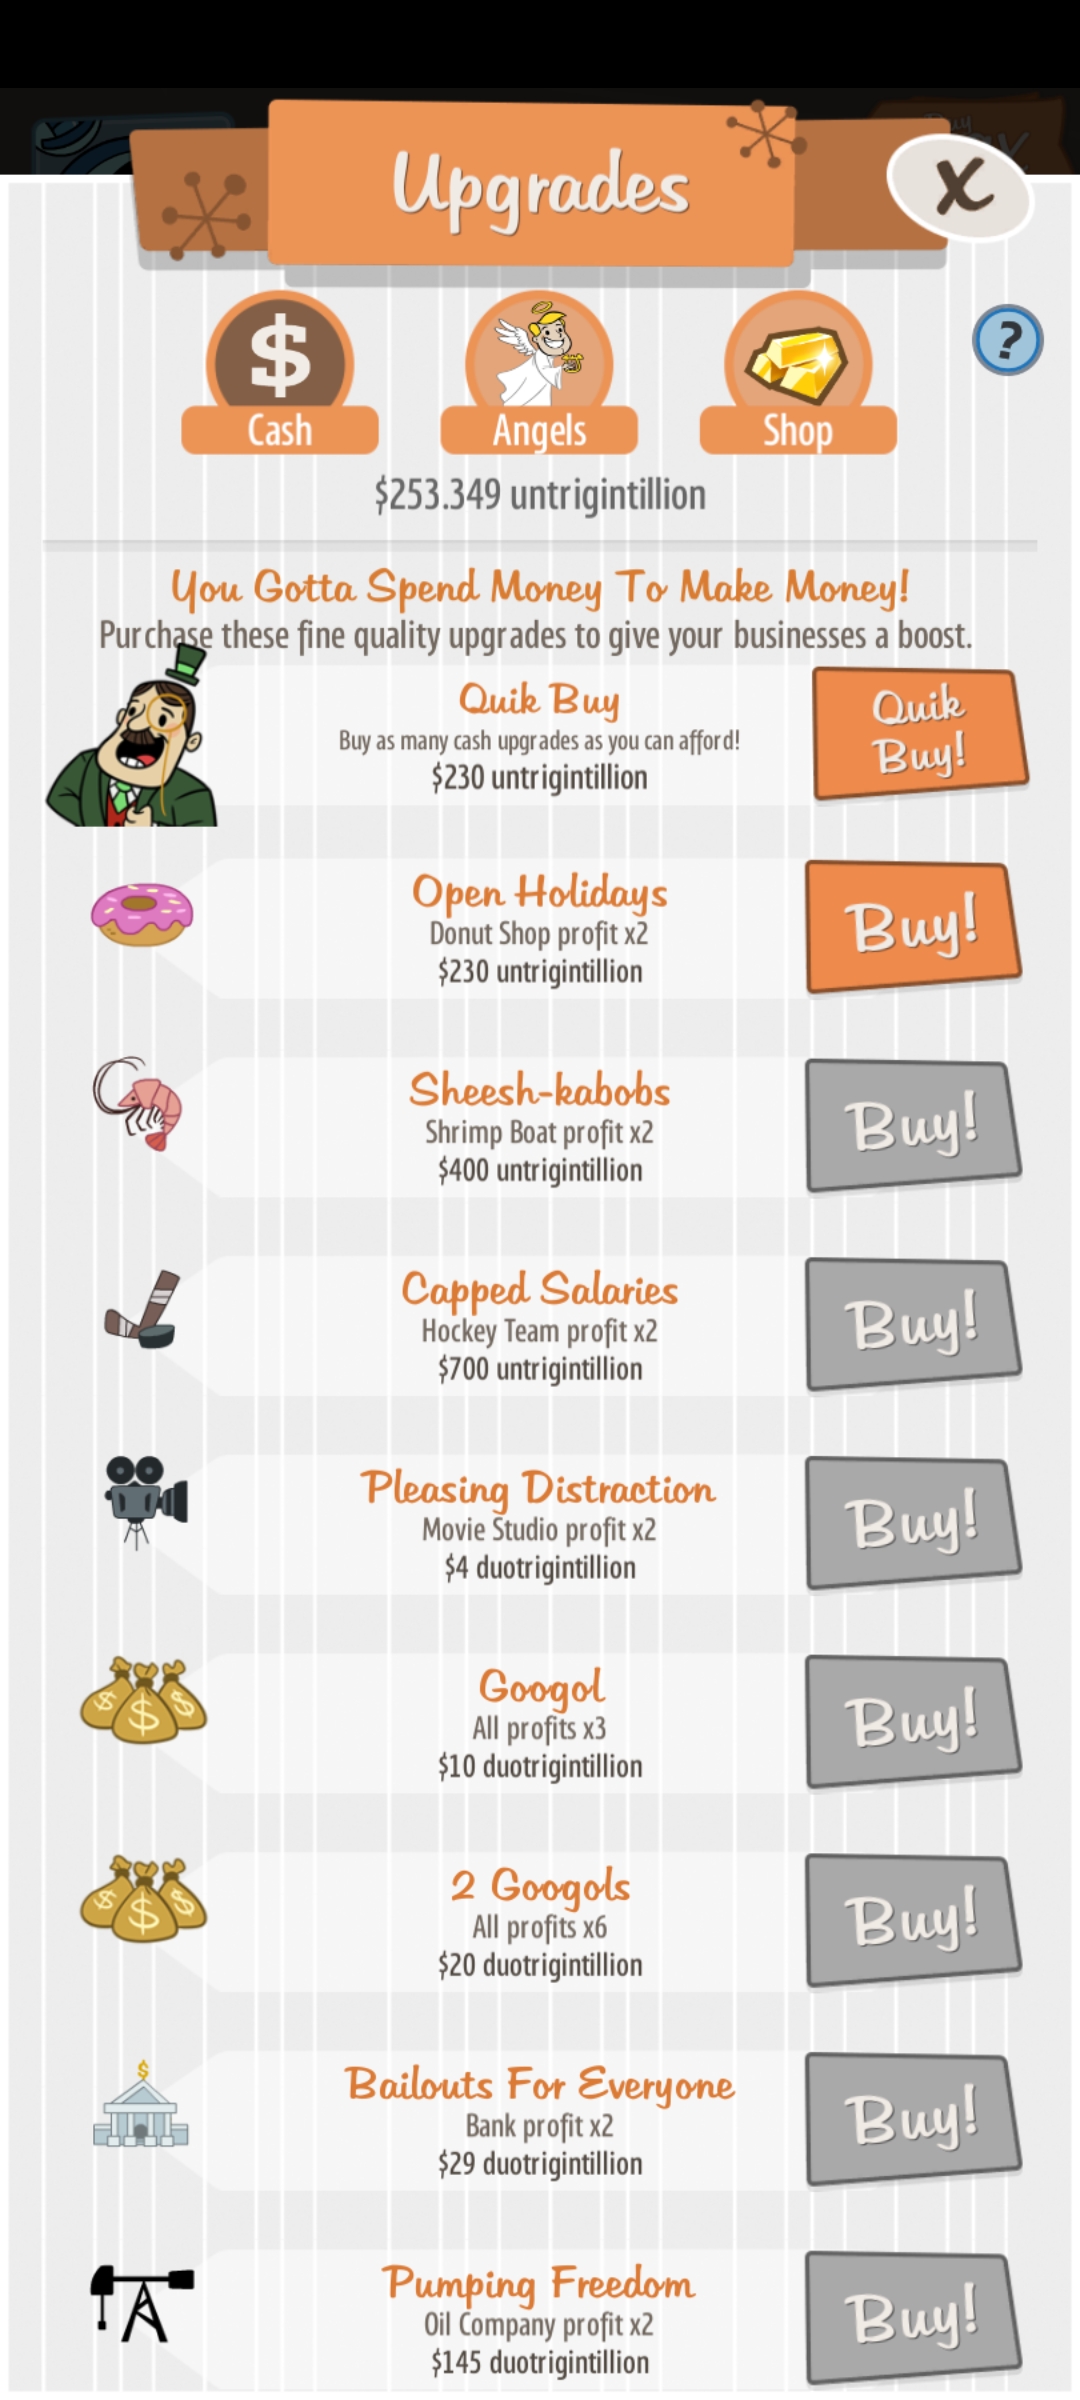 Upgrades
X
Cash
Angels
Shop
?
$253.349 untrigintillion
You Gotta Spend Money To Make Money!
Purchase these fine quality upgrades to give your businesses a boost.
Quik Buy
Buy as many cash upgrades as you can afford!
$230 untrigintillion
Quik
Buy!
Open Holidays
Donut Shop profit x2
$230 untrigintillion
Buy!
Sheesh-kabobs
Shrimp Boat profit x2
$400 untrigintillion
Buy!
Capped Salaries
Hockey Team profit x2
$700 untrigintillion
Buy!
Pleasing Distraction
Movie Studio profit x2
$4 duotrigintillion
Buy!
Googol
All profits x3
$10 duotrigintillion
Buy!
2 Googols
All profits x6
$20 duotrigintillion
Buy!
Bailouts For Everyone
Bank profit x2
$29 duotrigintillion
Buy!
Pumping Freedom
Oil Company profit x2
$145 duotrigintillion
Buy!